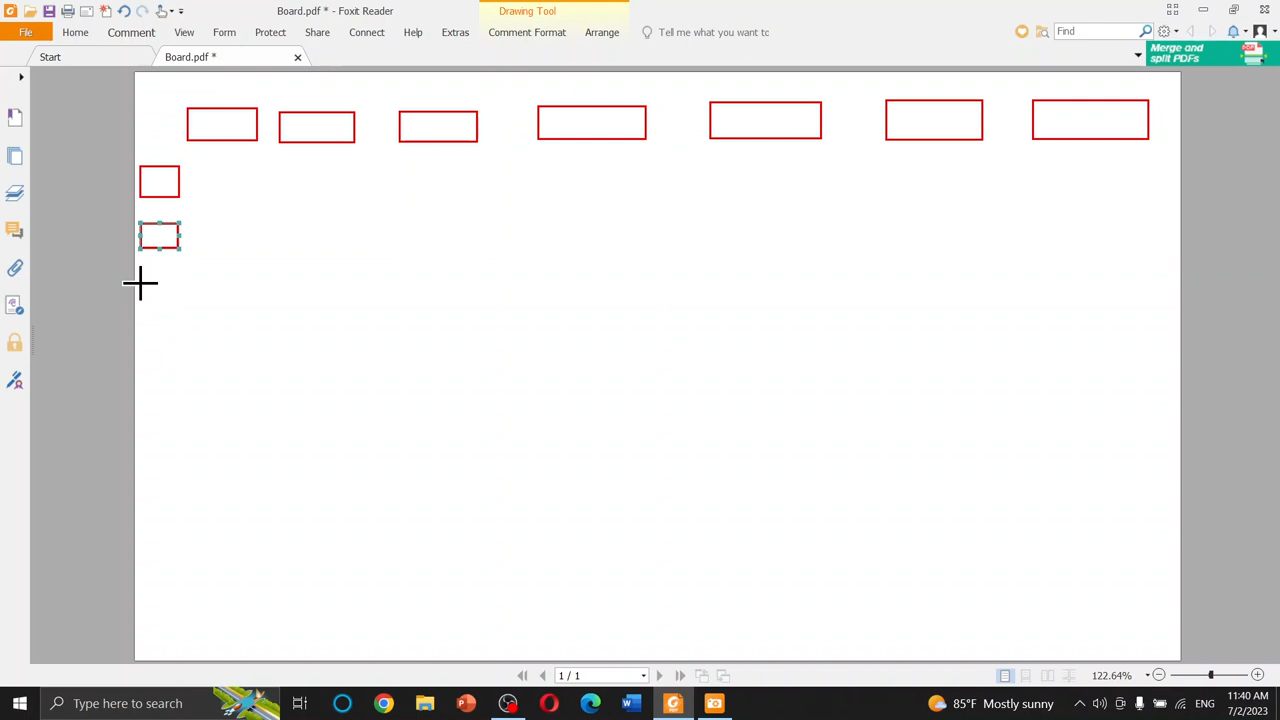 Board.pdf * - Foxit Reader
Drawing Tool
File
Home
Comment
View
Form
Protect
Share
Connect
Help
Extras
Comment Format
Arrange
Tell me what you want to
Find
Start
Board.pdf *
Merge and
split PDFs
1 / 1
122.64%
Type here to search
85°F Mostly sunny
ENG
11:40 AM
7/2/2023